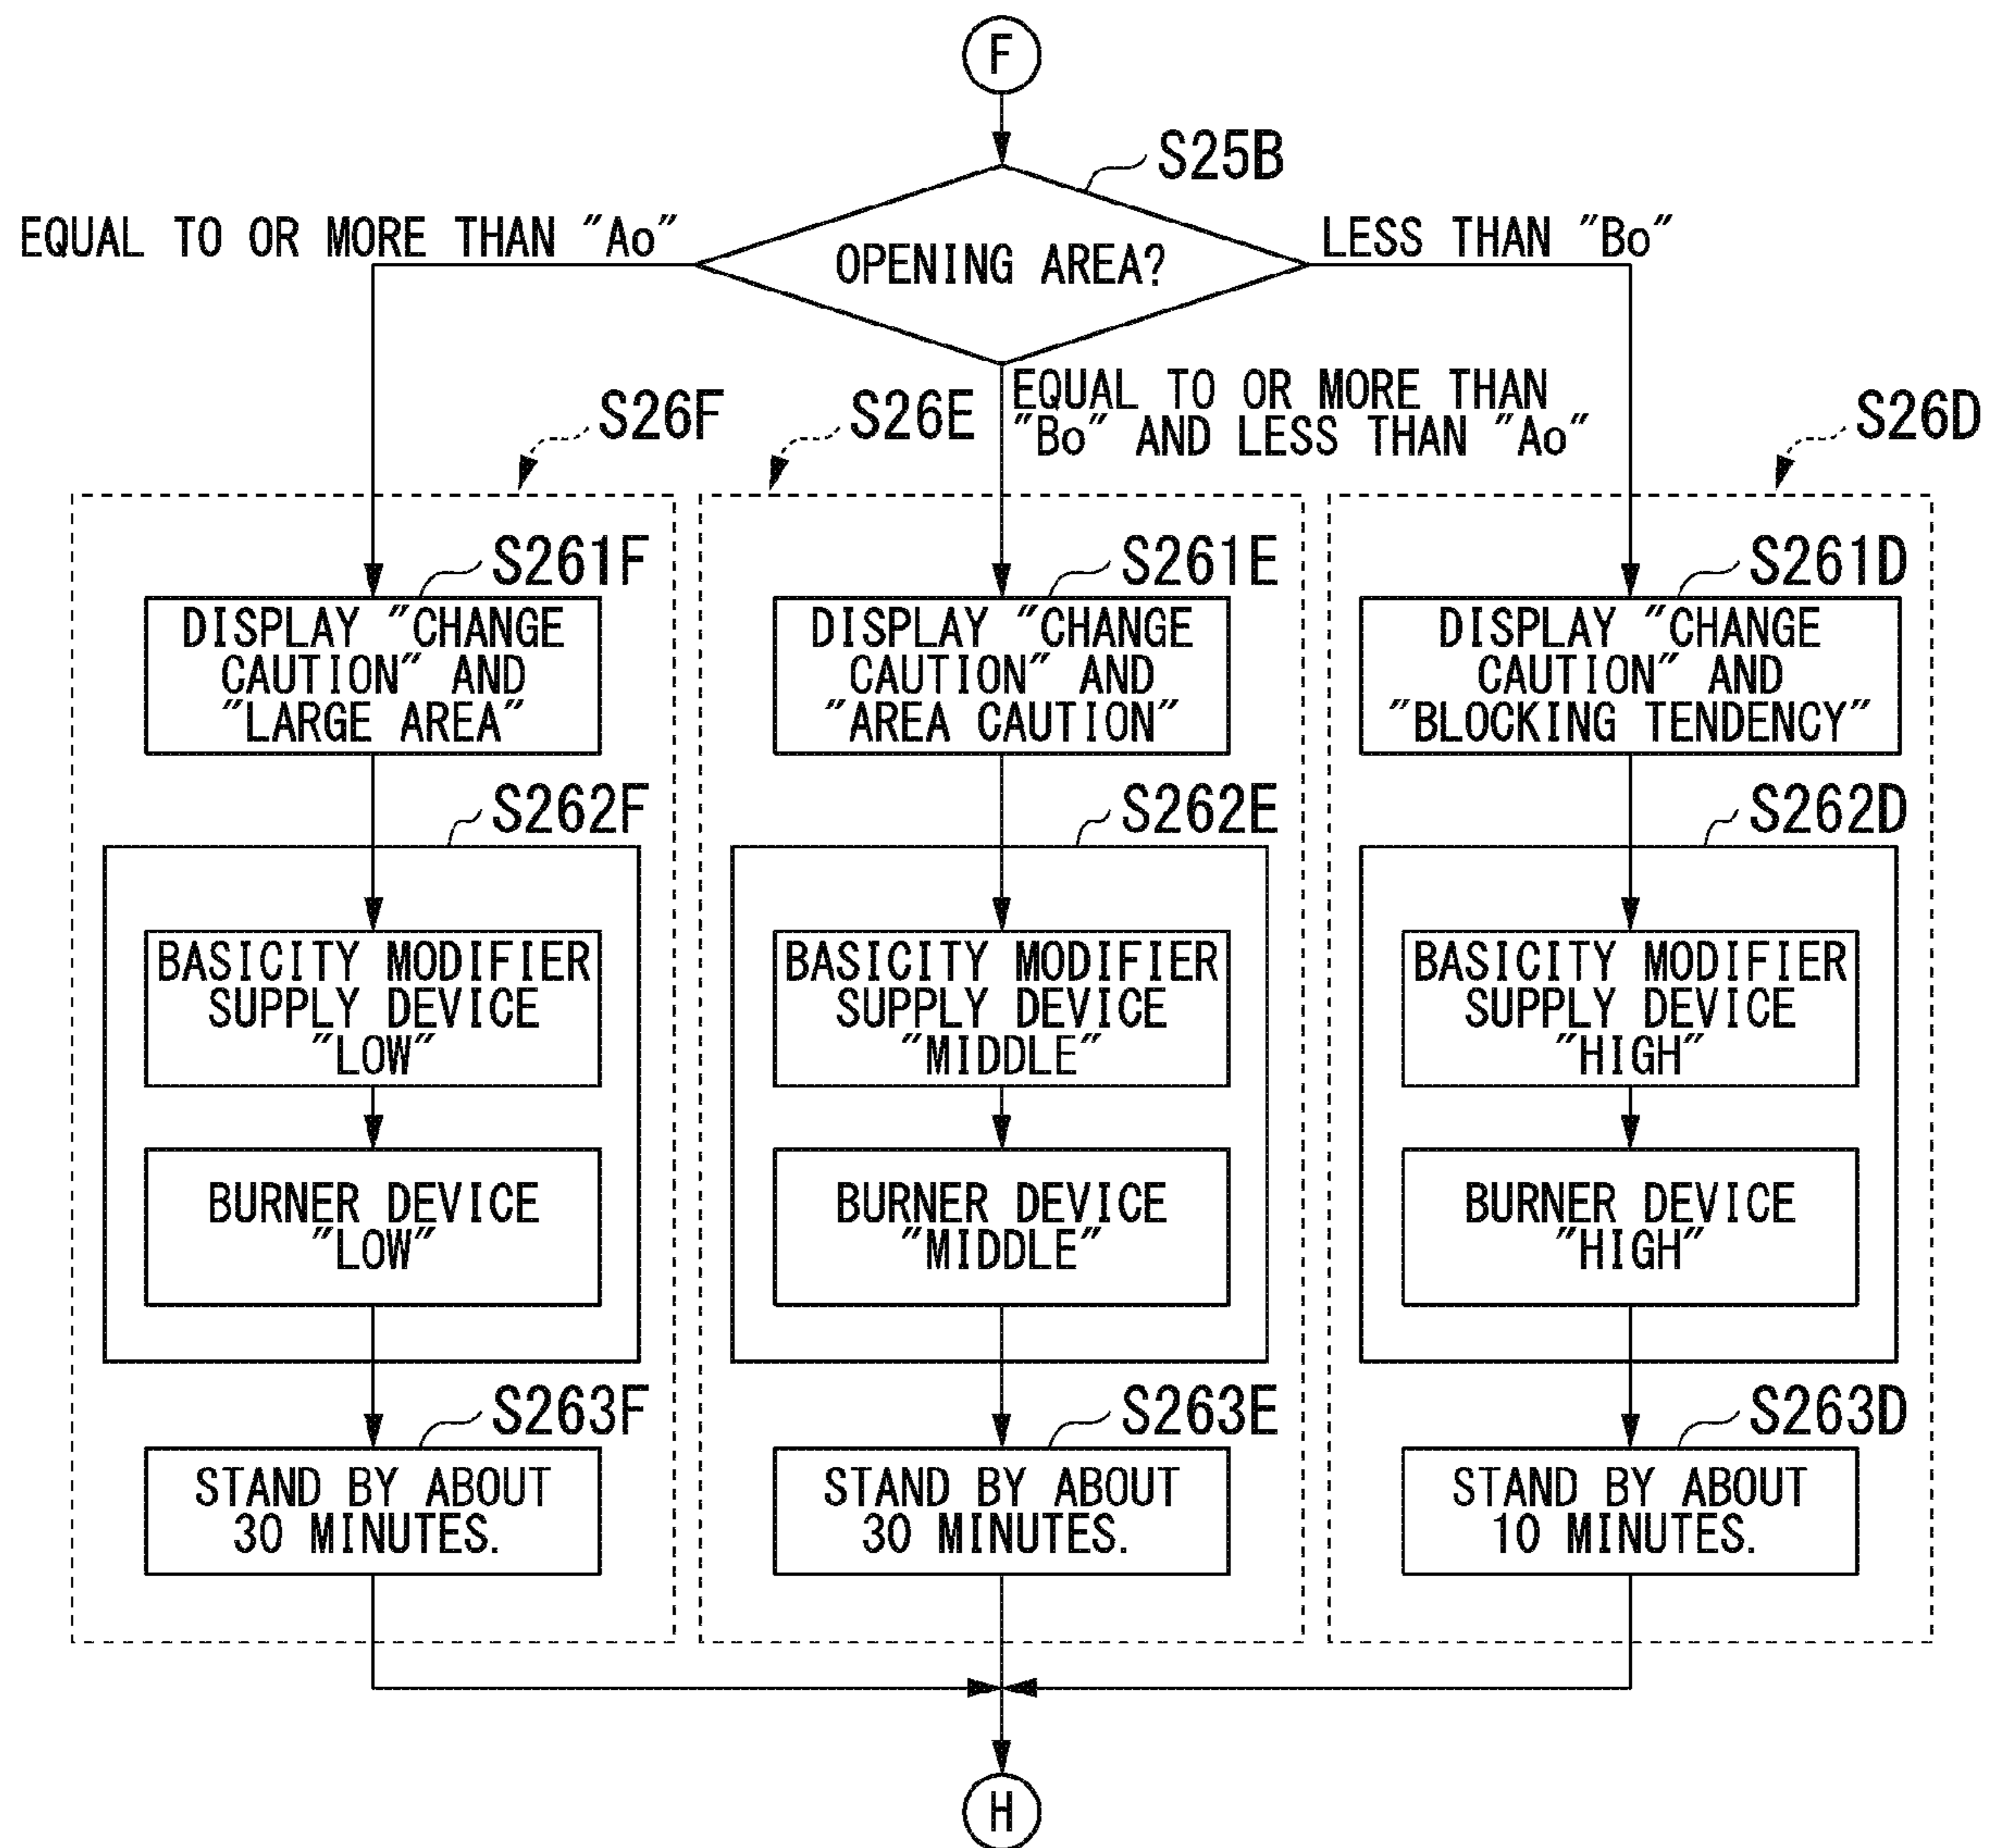 F
S25B
EQUAL TO OR MORE THAN "Ao"
OPENING AREA?
LESS THAN "Bo"
EQUAL TO OR MORE THAN
"Bo" AND LESS THAN "Ao"
S26F
S26E
S26D
S261F
DISPLAY "CHANGE
CAUTION" AND
"LARGE AREA"
S262F
BASICITY MODIFIER
SUPPLY DEVICE
"LOW"
BURNER DEVICE
"LOW"
S263F
STAND BY ABOUT
30 MINUTES.
S261E
DISPLAY "CHANGE
CAUTION" AND
"AREA CAUTION"
S262E
BASICITY MODIFIER
SUPPLY DEVICE
"MIDDLE"
BURNER DEVICE
"MIDDLE"
S263E
STAND BY ABOUT
30 MINUTES.
S261D
DISPLAY "CHANGE
CAUTION" AND
"BLOCKING TENDENCY"
S262D
BASICITY MODIFIER
SUPPLY DEVICE
"HIGH"
BURNER DEVICE
"HIGH"
S263D
STAND BY ABOUT
10 MINUTES.
H